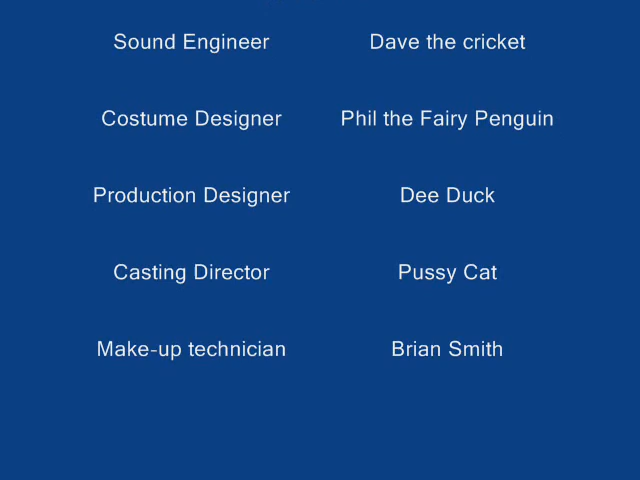 Sound Engineer Dave the cricket
Costume Designer Phil the Fairy Penguin
Production Designer Dee Duck
Casting Director Pussy Cat
Make-up technician Brian Smith